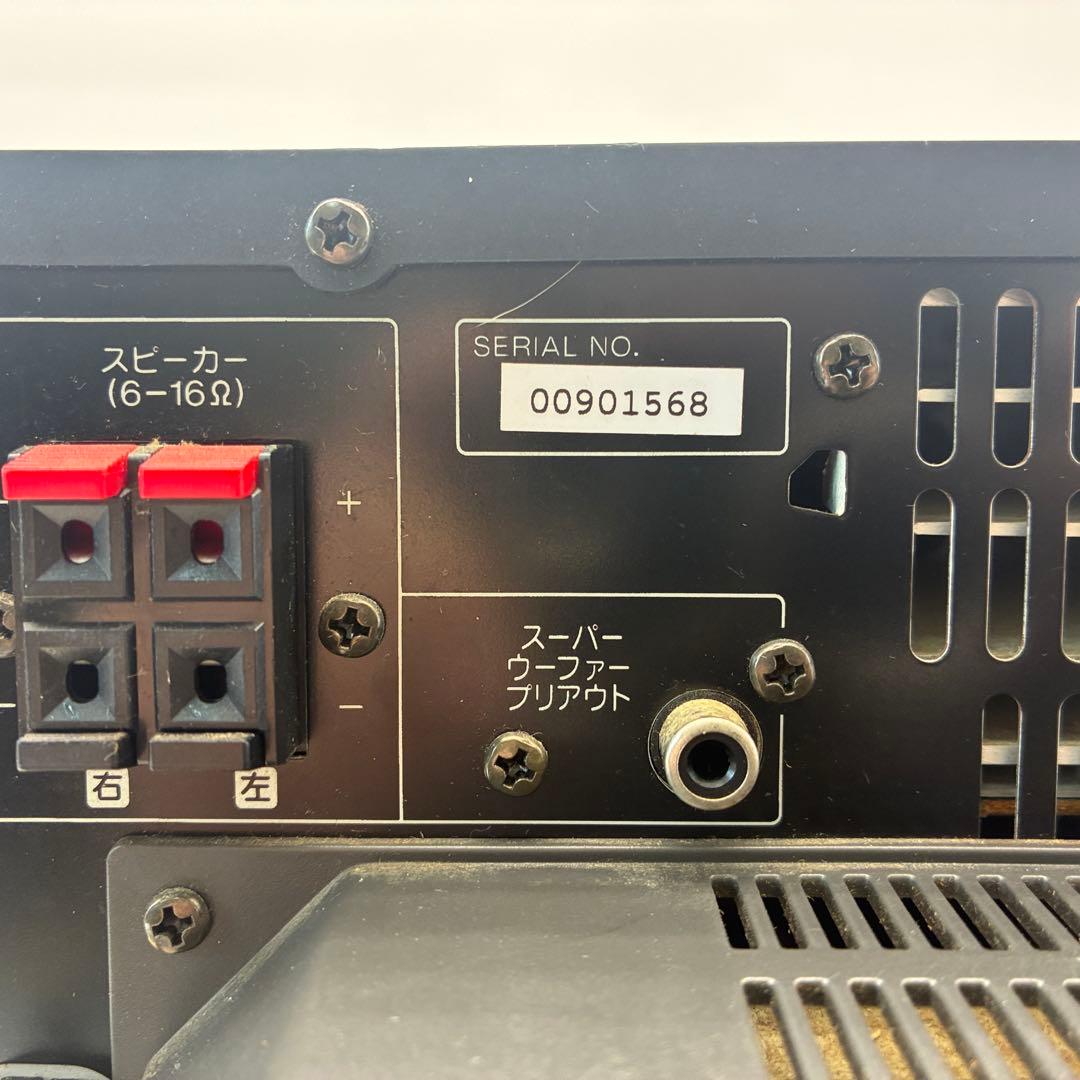 スピーカー
(6−16Ω)
+
−
右
左
SERIAL NO.
00901568
スーパー
ウーファー
プリアウト